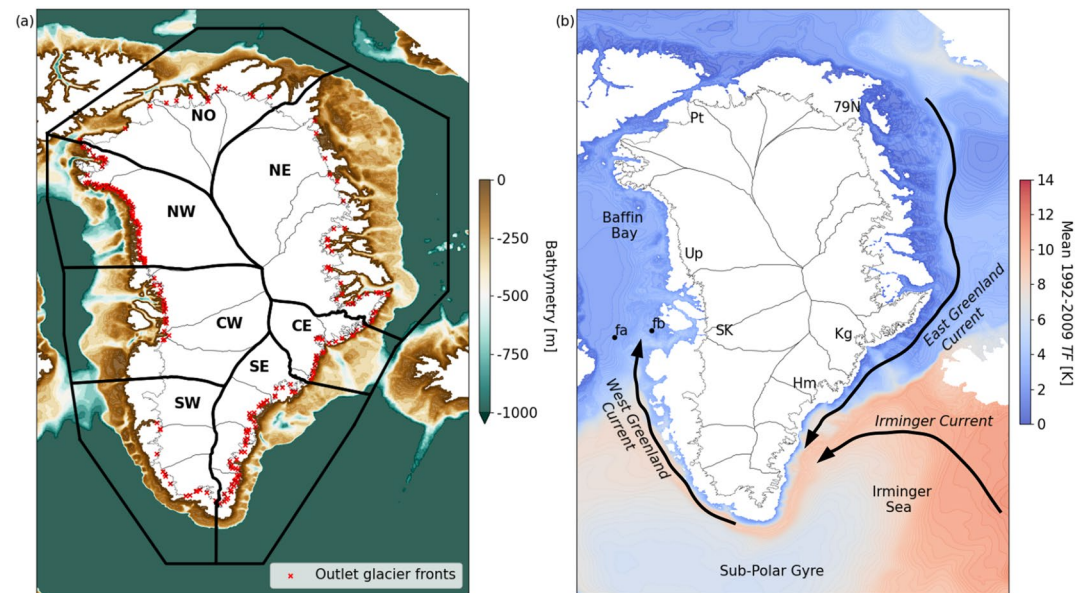 (a)
NO
NE
NW
CW
CE
SE
SW
Outlet glacier fronts
0
-250
-500
-750
-1000
Bathymetry [m]
(b)
79N
Pt
Baffin
Bay
Up
fb
fa
SK
Kg
Hm
East Greenland
Current
West Greenland
Current
Irminger Current
Irminger
Sea
Sub-Polar Gyre
14
12
10
8
6
4
2
0
Mean 1992-2009 TF [K]